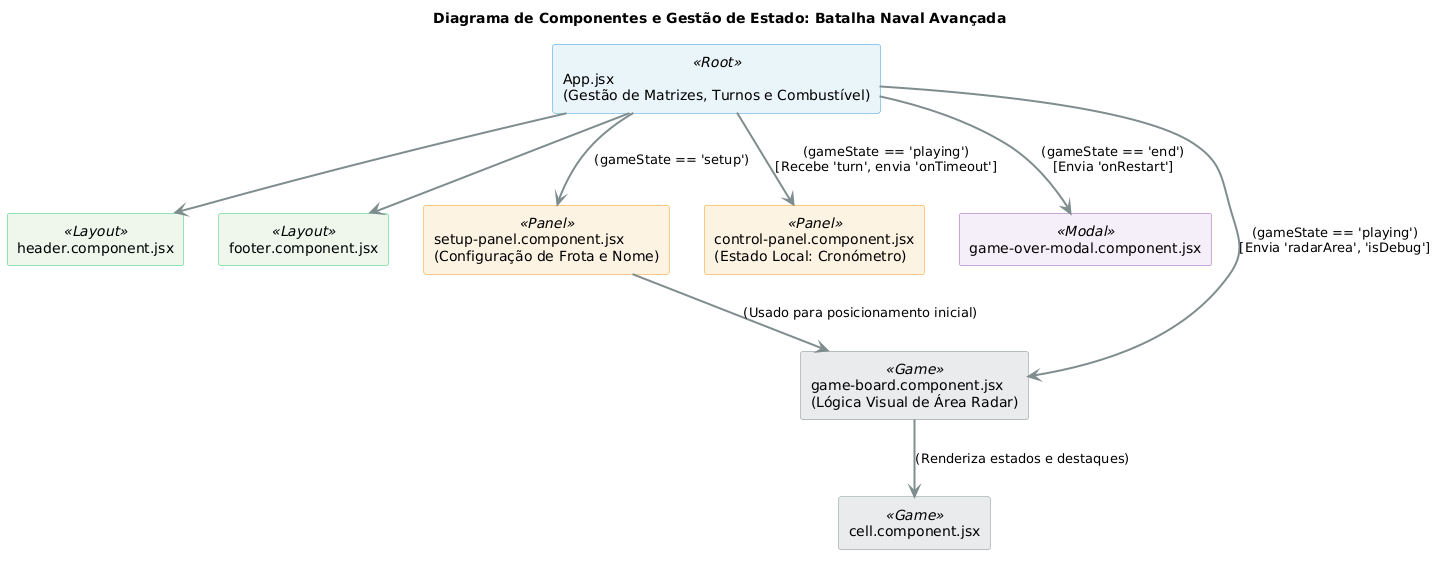 Diagrama de Componentes e Gestão de Estado: Batalha Naval Avançada
«Root»
App.jsx
(Gestão de Matrizes, Turnos e Combustível)
(gameState == 'setup')
(gameState == 'playing')
[Recebe 'turn', envia 'onTimeout']
(gameState == 'end')
[Envia 'onRestart']
(gameState == 'playing')
[Envia 'radarArea', 'isDebug']
«Layout»
header.component.jsx
«Layout»
footer.component.jsx
«Panel»
setup-panel.component.jsx
(Configuração de Frota e Nome)
«Panel»
control-panel.component.jsx
(Estado Local: Cronómetro)
«Modal»
game-over-modal.component.jsx
(Usado para posicionamento inicial)
«Game»
game-board.component.jsx
(Lógica Visual de Área Radar)
(Renderiza estados e destaques)
«Game»
cell.component.jsx